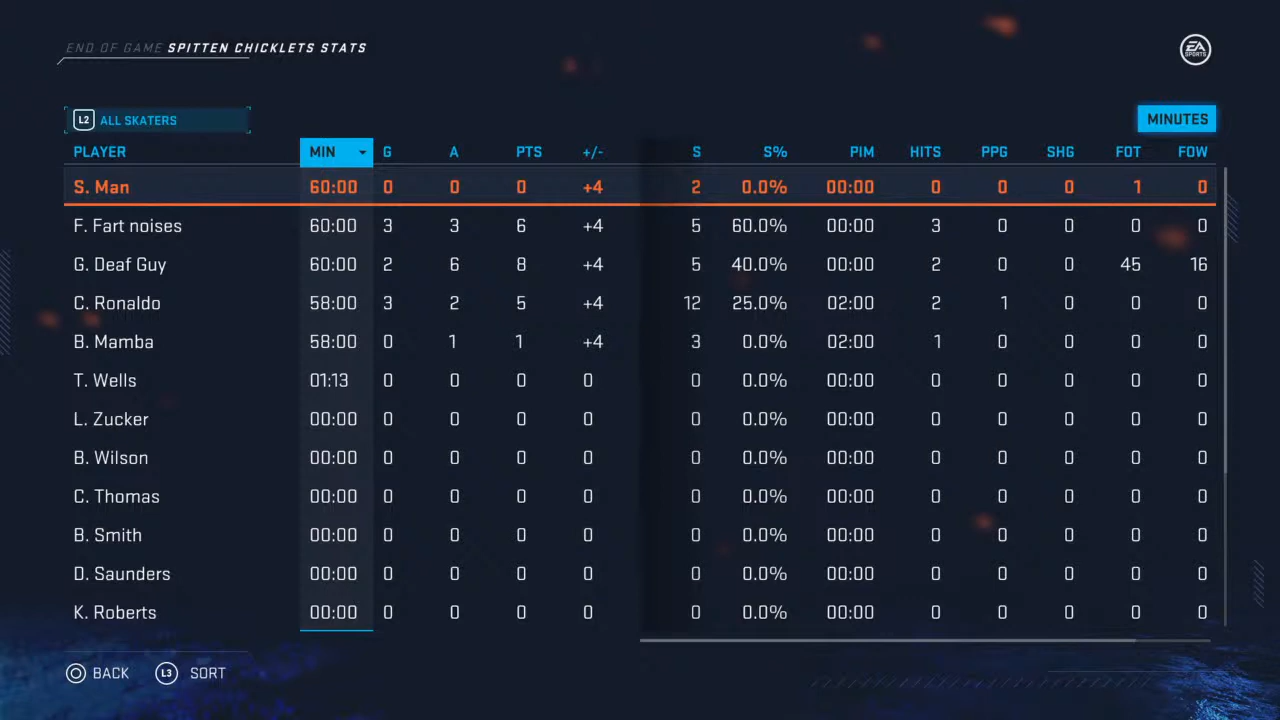 END OF GAME SPITTEN CHICKLETS STATS
EA SPORTS
L2 ALL SKATERS
MINUTES
PLAYER MIN G A PTS +/- S S% PIM HITS PPG SHG FOT FOW
S. Man 60:00 0 0 0 +4 2 0.0% 00:00 0 0 0 1 0
F. Fart noises 60:00 3 3 6 +4 5 60.0% 00:00 3 0 0 0 0
G. Deaf Guy 60:00 2 6 8 +4 5 40.0% 00:00 2 0 0 45 16
C. Ronaldo 58:00 3 2 5 +4 12 25.0% 02:00 2 1 0 0 0
B. Mamba 58:00 0 1 1 +4 3 0.0% 02:00 1 0 0 0 0
T. Wells 01:13 0 0 0 0 0 0.0% 00:00 0 0 0 0 0
L. Zucker 00:00 0 0 0 0 0 0.0% 00:00 0 0 0 0 0
B. Wilson 00:00 0 0 0 0 0 0.0% 00:00 0 0 0 0 0
C. Thomas 00:00 0 0 0 0 0 0.0% 00:00 0 0 0 0 0
B. Smith 00:00 0 0 0 0 0 0.0% 00:00 0 0 0 0 0
D. Saunders 00:00 0 0 0 0 0 0.0% 00:00 0 0 0 0 0
K. Roberts 00:00 0 0 0 0 0 0.0% 00:00 0 0 0 0 0
BACK L3 SORT